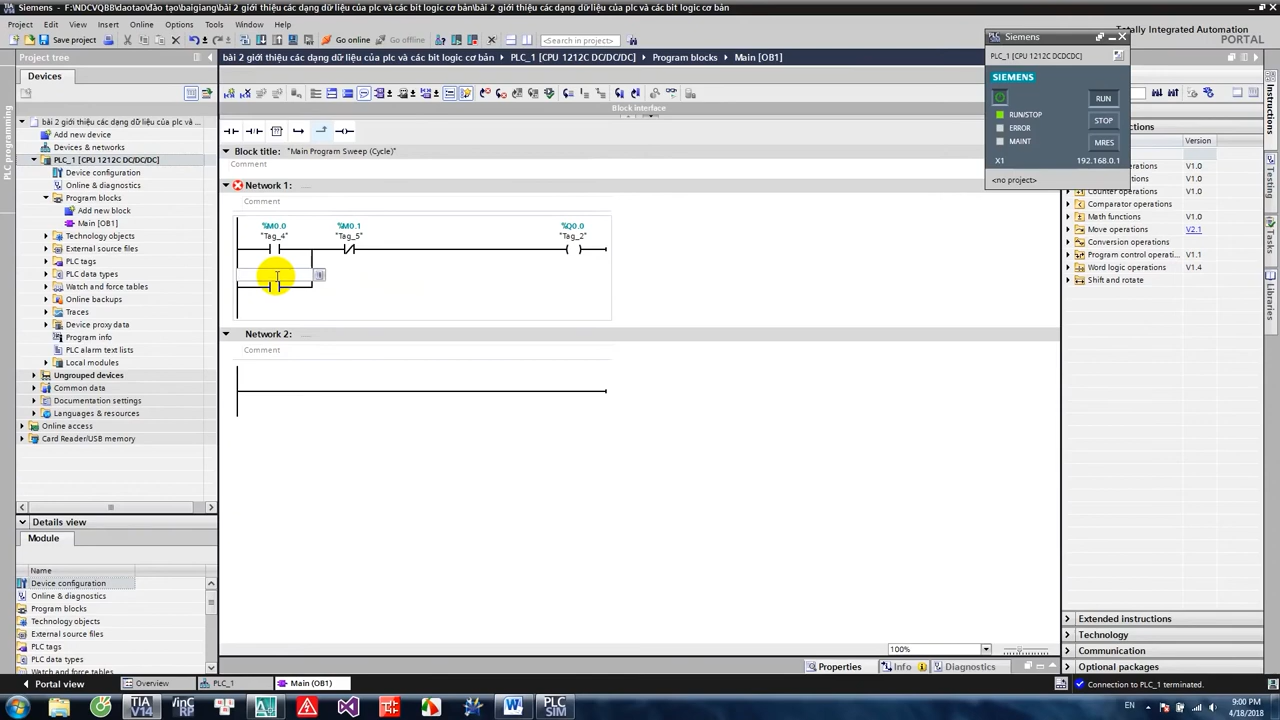 Siemens - F:\NDCVQBB\daotao\đào tạo\baigiang\bài 2 giới thiệu các dạng dữ liệu của plc và các bit logic cơ bản\bài 2 giới thiệu các dạng dữ liệu của plc và các bit logic cơ bản
Project Edit View Insert Online Options Tools Window Help
Totally Integrated Automation
PORTAL
Save project
Go online
Go offline
<Search in project>
Project tree
bài 2 giới thiệu các dạng dữ liệu của plc và các bit logic cơ bản
PLC_1 [CPU 1212C DC/DC/DC]
Program blocks
Main [OB1]
Devices
PLC programming
bài 2 giới thiệu các dạng dữ liệu của plc và ...
Add new device
Devices & networks
PLC_1 [CPU 1212C DC/DC/DC]
Device configuration
Online & diagnostics
Program blocks
Add new block
Main [OB1]
Technology objects
External source files
PLC tags
PLC data types
Watch and force tables
Online backups
Traces
Device proxy data
Program info
PLC alarm text lists
Local modules
Ungrouped devices
Common data
Documentation settings
Languages & resources
Online access
Card Reader/USB memory
Details view
Module
Name
Device configuration
Online & diagnostics
Program blocks
Technology objects
External source files
PLC tags
PLC data types
Watch and force tables
Block interface
Block title: "Main Program Sweep (Cycle)"
Comment
Network 1: .....
Comment
%M0.0 %M0.1 %Q0.0
"Tag_4" "Tag_5" "Tag_2"
Network 2: .....
Comment
100%
Properties
Info
Diagnostics
Siemens
PLC_1 [CPU 1212C DCDCDC]
SIEMENS
RUN
RUN/STOP
STOP
ERROR
MAINT
MRES
X1 192.168.0.1
<no project>
Version
V1.0
V1.0
Counter operations V1.0
Comparator operations
Math functions V1.0
Move operations V2.1
Conversion operations
Program control operati... V1.1
Word logic operations V1.4
Shift and rotate
Extended instructions
Technology
Communication
Optional packages
Testing
Libraries
Portal view
Overview
PLC_1
Main (OB1)
Connection to PLC_1 terminated.
TIA
V14
PLC
SIM
EN
9:00 PM
4/18/2018